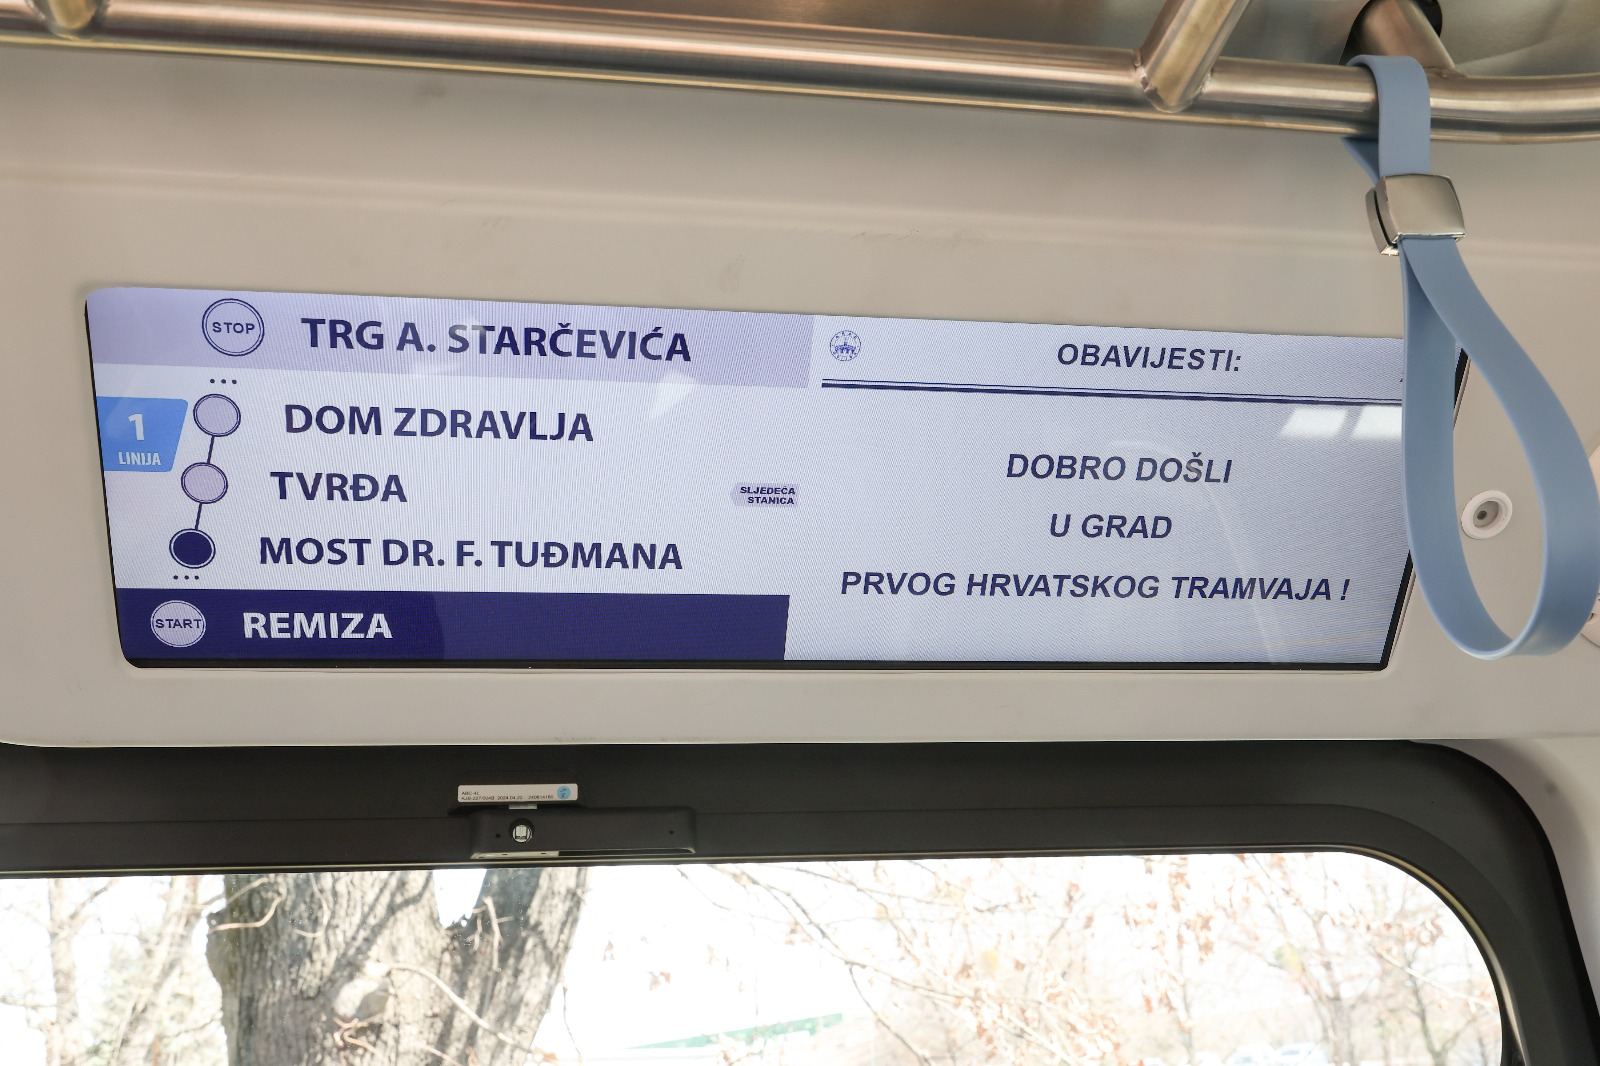 STOP TRG A. STARČEVIĆA
DOM ZDRAVLJA
1
LINIJA
TVRĐA
SLJEDEĆA
STANICA
MOST DR. F. TUĐMANA
START REMIZA
OBAVIJESTI:
DOBRO DOŠLI
U GRAD
PRVOG HRVATSKOG TRAMVAJA !